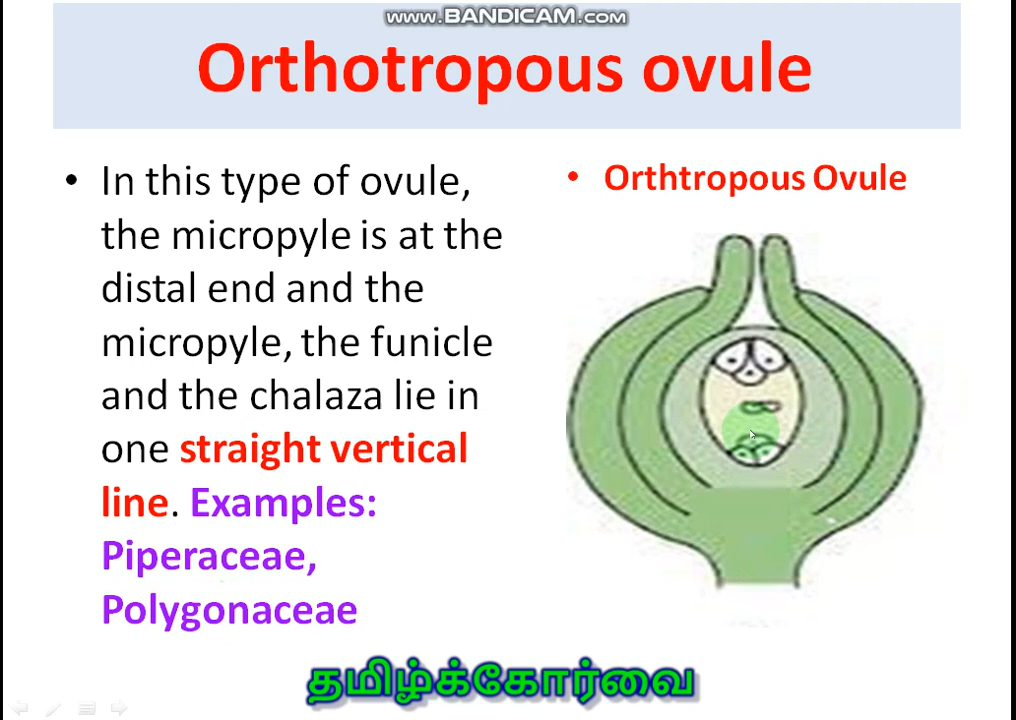 www.BANDICAM.com
Orthotropous ovule
• In this type of ovule,
the micropyle is at the
distal end and the
micropyle, the funicle
and the chalaza lie in
one straight vertical
line. Examples:
Piperaceae,
Polygonaceae
• Orthtropous Ovule
தமிழ்க்கோர்வை